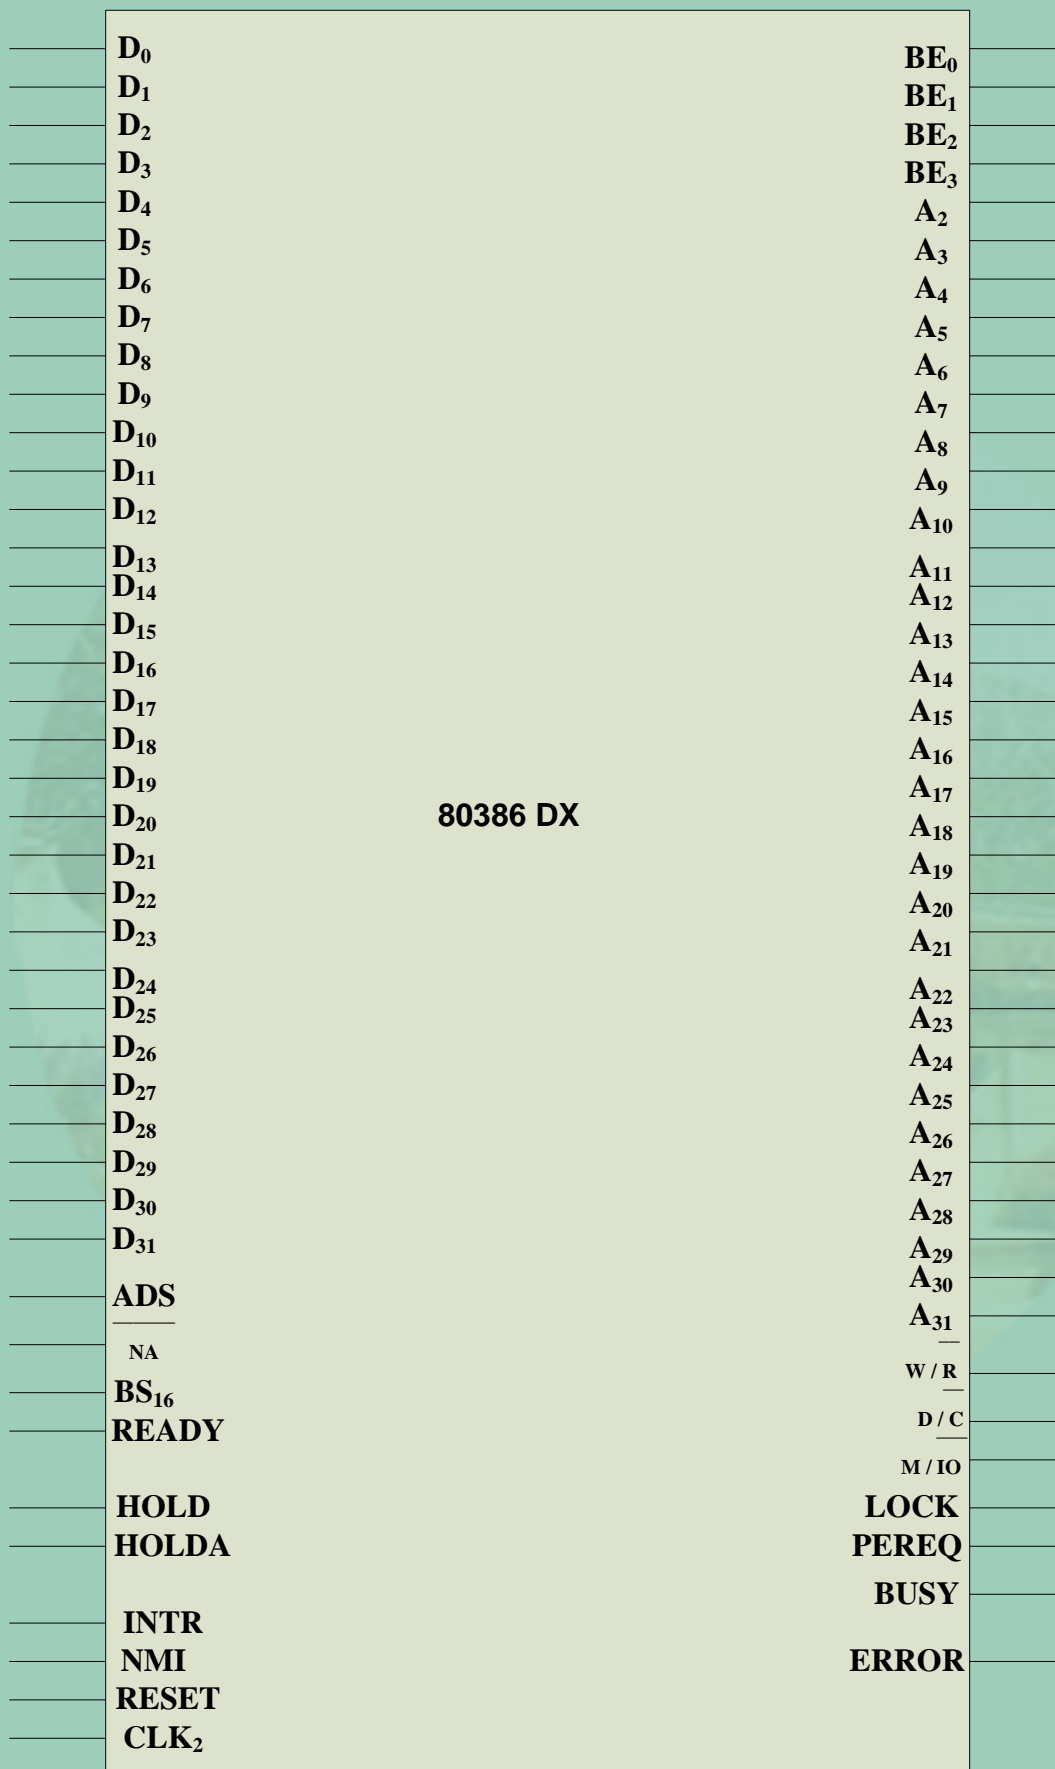 D₀
D₁
D₂
D₃
D₄
D₅
D₆
D₇
D₈
D₉
D₁₀
D₁₁
D₁₂
D₁₃
D₁₄
D₁₅
D₁₆
D₁₇
D₁₈
D₁₉
D₂₀
D₂₁
D₂₂
D₂₃
D₂₄
D₂₅
D₂₆
D₂₇
D₂₈
D₂₉
D₃₀
D₃₁
ADS
NA
BS₁₆
READY
HOLD
HOLDA
INTR
NMI
RESET
CLK₂
80386 DX
BE₀
BE₁
BE₂
BE₃
A₂
A₃
A₄
A₅
A₆
A₇
A₈
A₉
A₁₀
A₁₁
A₁₂
A₁₃
A₁₄
A₁₅
A₁₆
A₁₇
A₁₈
A₁₉
A₂₀
A₂₁
A₂₂
A₂₃
A₂₄
A₂₅
A₂₆
A₂₇
A₂₈
A₂₉
A₃₀
A₃₁
W / R̅
D / C̅
M / I̅O̅
LOCK
PEREQ
BUSY
ERROR